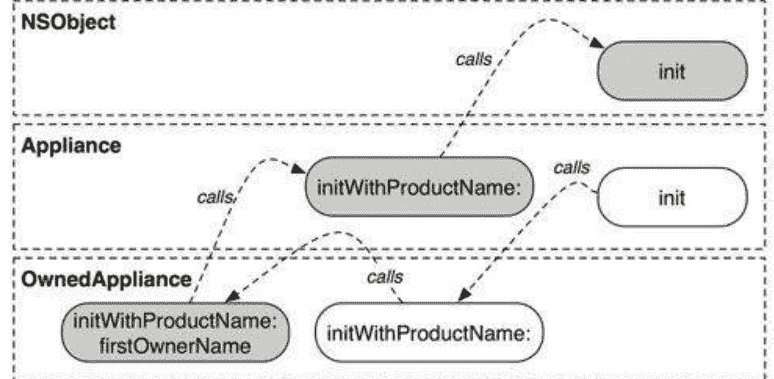 NSObject
calls
init
Appliance
calls
initWithProductName:
calls
init
OwnedAppliance
calls
initWithProductName:
firstOwnerName
initWithProductName: